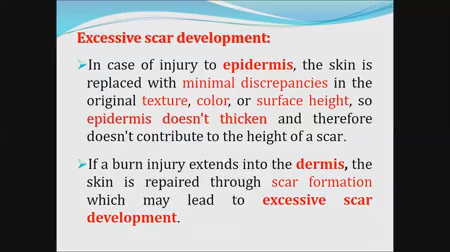 Excessive scar development:
➢In case of injury to epidermis, the skin is
replaced with minimal discrepancies in the
original texture, color, or surface height, so
epidermis doesn't thicken and therefore
doesn't contribute to the height of a scar.
➢If a burn injury extends into the dermis, the
skin is repaired through scar formation
which may lead to excessive scar
development.